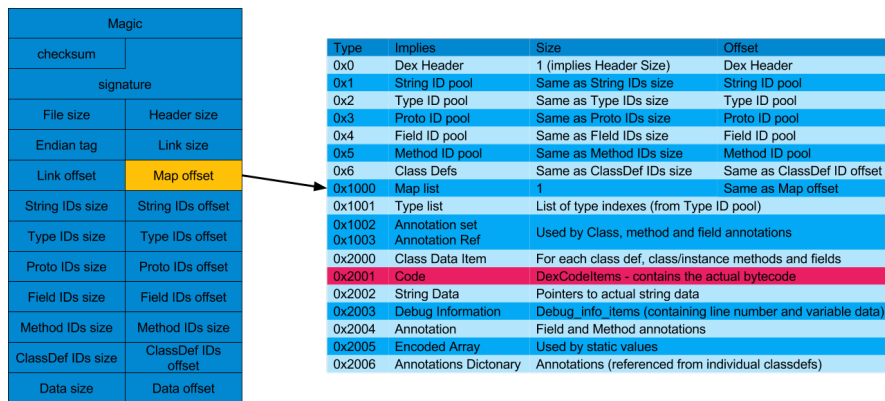 Magic
checksum
signature
File size Header size
Endian tag Link size
Link offset Map offset
String IDs size String IDs offset
Type IDs size Type IDs offset
Proto IDs size Proto IDs offset
Field IDs size Field IDs offset
Method IDs size Method IDs size
ClassDef IDs size ClassDef IDs
offset
Data size Data offset
Type Implies Size Offset
0x0 Dex Header 1 (implies Header Size) Dex Header
0x1 String ID pool Same as String IDs size String ID pool
0x2 Type ID pool Same as Type IDs size Type ID pool
0x3 Proto ID pool Same as Proto IDs size Proto ID pool
0x4 Field ID pool Same as FIeld IDs size Field ID pool
0x5 Method ID pool Same as Method IDs size Method ID pool
0x6 Class Defs Same as ClassDef IDs size Same as ClassDef ID offset
0x1000 Map list 1 Same as Map offset
0x1001 Type list List of type indexes (from Type ID pool)
0x1002 Annotation set
0x1003 Annotation Ref Used by Class, method and field annotations
0x2000 Class Data Item For each class def, class/instance methods and fields
0x2001 Code DexCodeItems - contains the actual bytecode
0x2002 String Data Pointers to actual string data
0x2003 Debug Information Debug_info_items (containing line number and variable data)
0x2004 Annotation Field and Method annotations
0x2005 Encoded Array Used by static values
0x2006 Annotations Dictonary Annotations (referenced from individual classdefs)